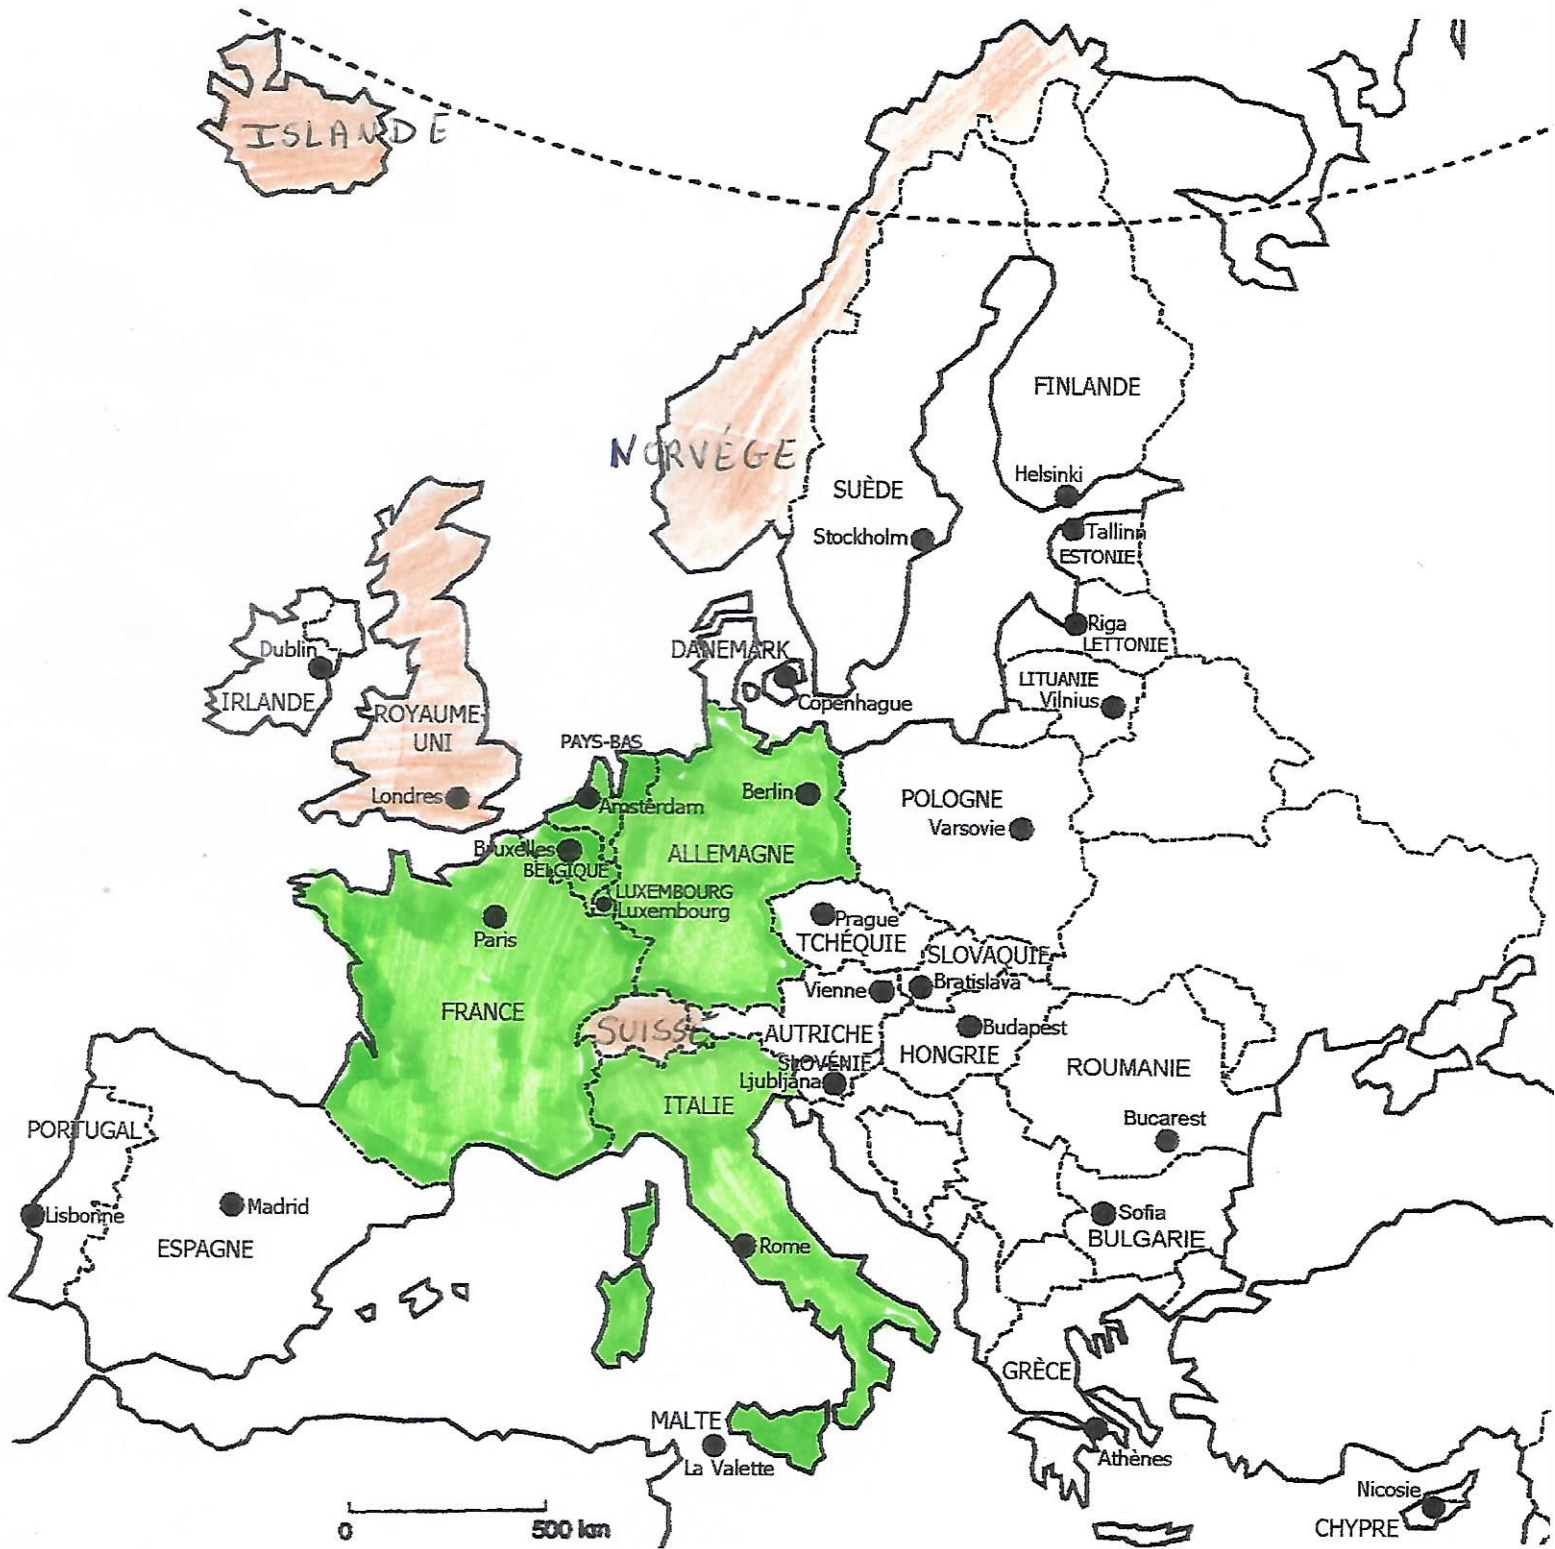 ISLANDE
NORVÉGE
FINLANDE
Helsinki
SUÈDE
Stockholm
Tallinn
ESTONIE
Riga
LETTONIE
LITUANIE
Vilnius
DANEMARK
Copenhague
Dublin
IRLANDE
ROYAUME
UNI
Londres
PAYS-BAS
Amsterdam
Berlin
POLOGNE
Varsovie
Bruxelles
BELGIQUE
ALLEMAGNE
LUXEMBOURG
Luxembourg
Paris
Prague
TCHÉQUIE
SLOVAQUIE
Bratislava
Vienne
FRANCE
SUISSE
AUTRICHE
Budapest
HONGRIE
SLOVÉNIE
Ljubljana
ROUMANIE
Bucarest
ITALIE
PORTUGAL
Lisbonne
Madrid
ESPAGNE
Rome
Sofia
BULGARIE
GRÈCE
Athènes
MALTE
La Valette
Nicosie
CHYPRE
0 500 km